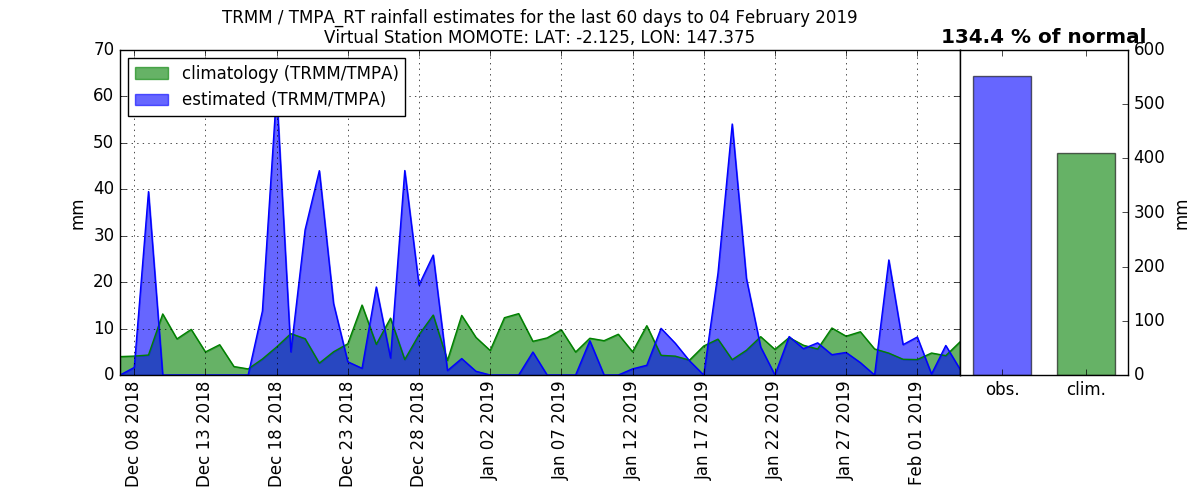 TRMM / TMPA_RT rainfall estimates for the last 60 days to 04 February 2019
Virtual Station MOMOTE: LAT: -2.125, LON: 147.375
134.4 % of normal
climatology (TRMM/TMPA)
estimated (TRMM/TMPA)
70
60
50
40
30
20
10
0
mm
Dec 08 2018
Dec 13 2018
Dec 18 2018
Dec 23 2018
Dec 28 2018
Jan 02 2019
Jan 07 2019
Jan 12 2019
Jan 17 2019
Jan 22 2019
Jan 27 2019
Feb 01 2019
600
500
400
300
200
100
0
mm
obs.
clim.